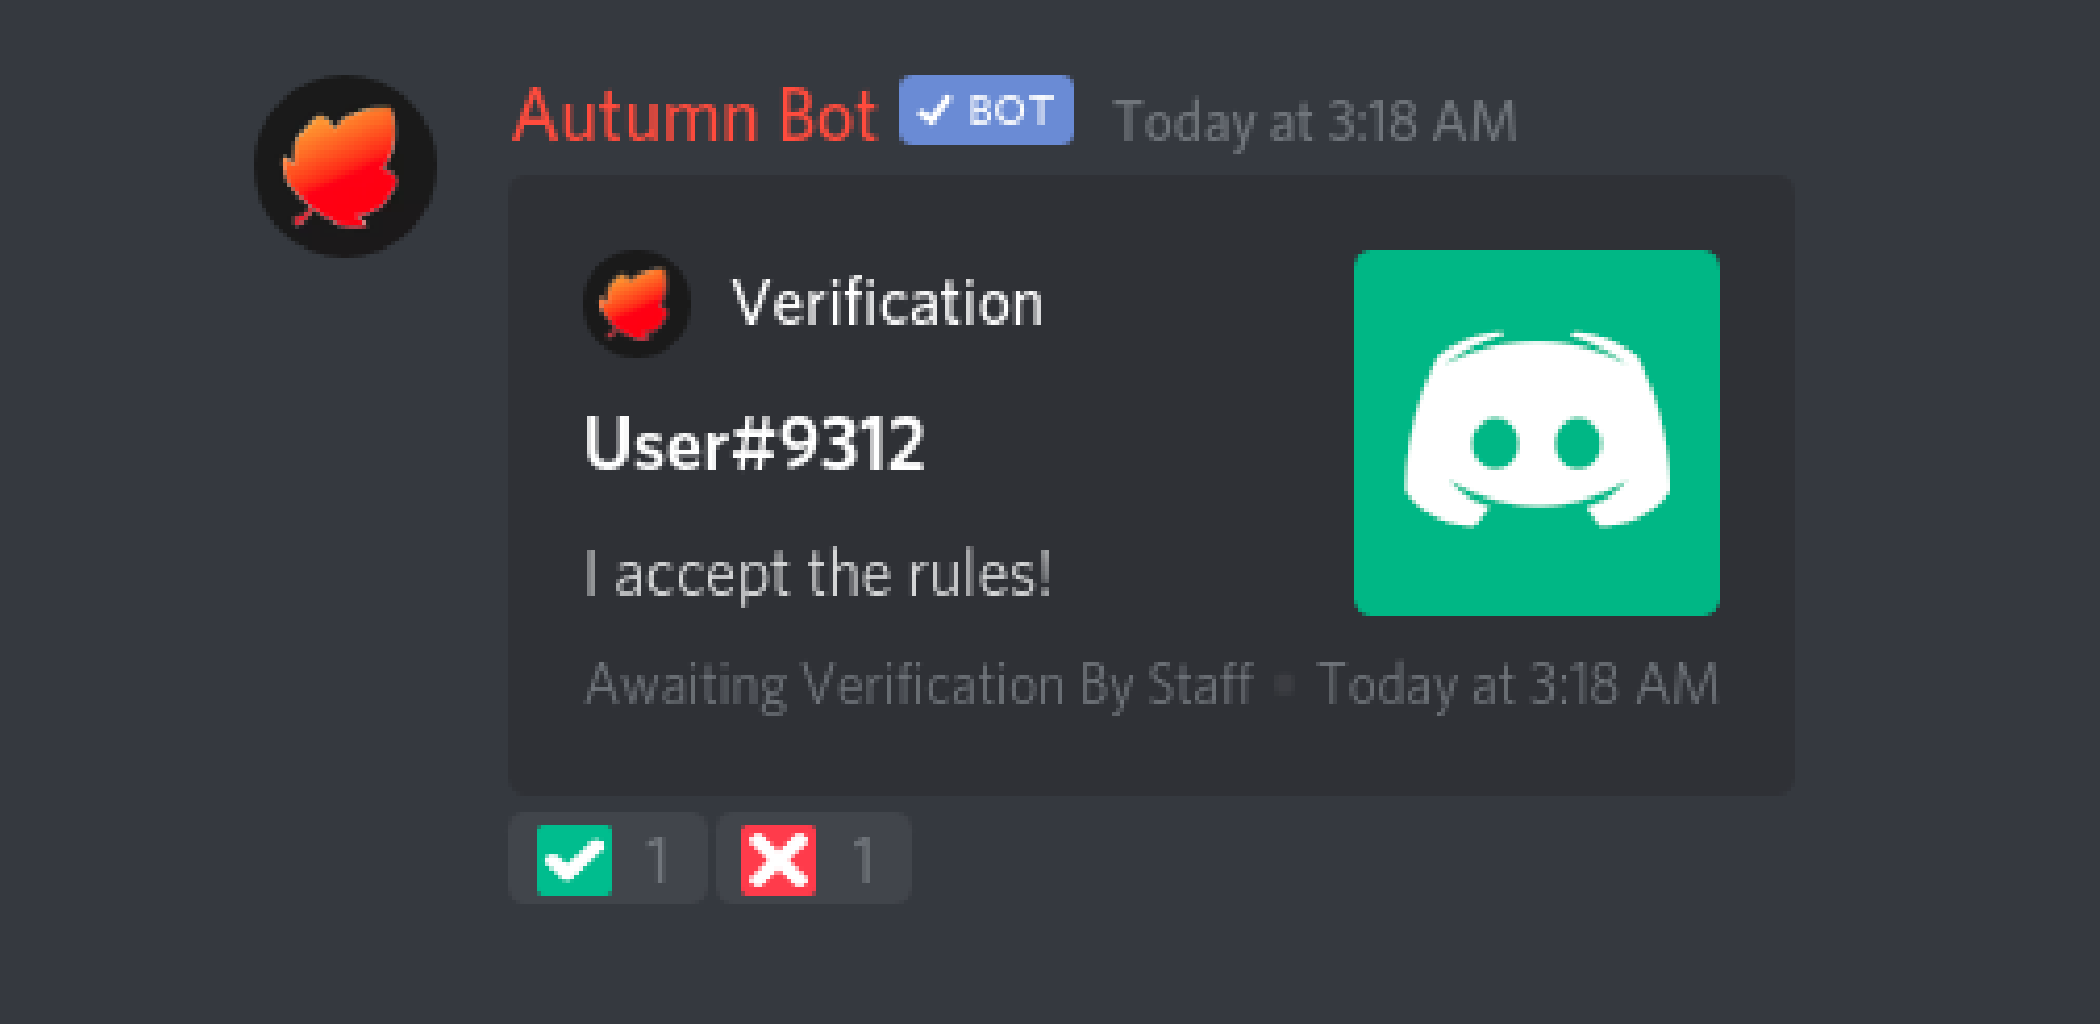 Autumn Bot ✓ BOT Today at 3:18 AM
Verification
User#9312
I accept the rules!
Awaiting Verification By Staff ▪ Today at 3:18 AM
1 1